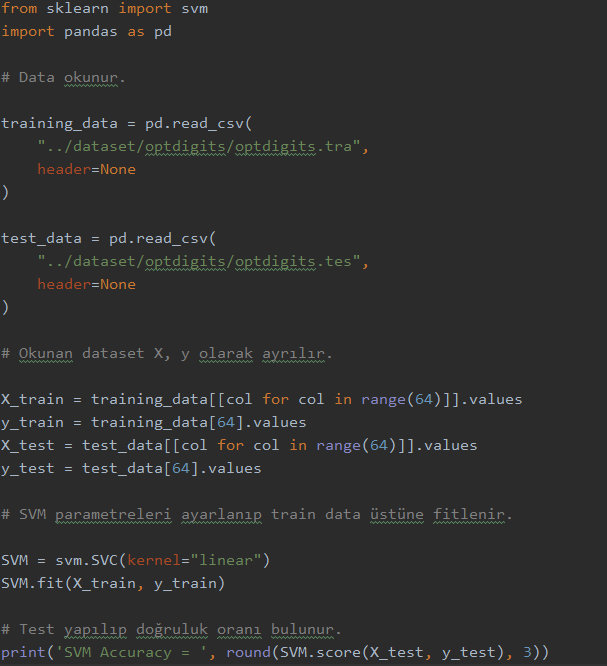 from sklearn import svm
import pandas as pd
# Data okunur.
training_data = pd.read_csv(
    "../dataset/optdigits/optdigits.tra",
    header=None
)
test_data = pd.read_csv(
    "../dataset/optdigits/optdigits.tes",
    header=None
)
# Okunan dataset X, y olarak ayrılır.
X_train = training_data[[col for col in range(64)]].values
y_train = training_data[64].values
X_test = test_data[[col for col in range(64)]].values
y_test = test_data[64].values
# SVM parametreleri ayarlanıp train data üstüne fitlenir.
SVM = svm.SVC(kernel="linear")
SVM.fit(X_train, y_train)
# Test yapılıp doğruluk oranı bulunur.
print('SVM Accuracy = ', round(SVM.score(X_test, y_test), 3))